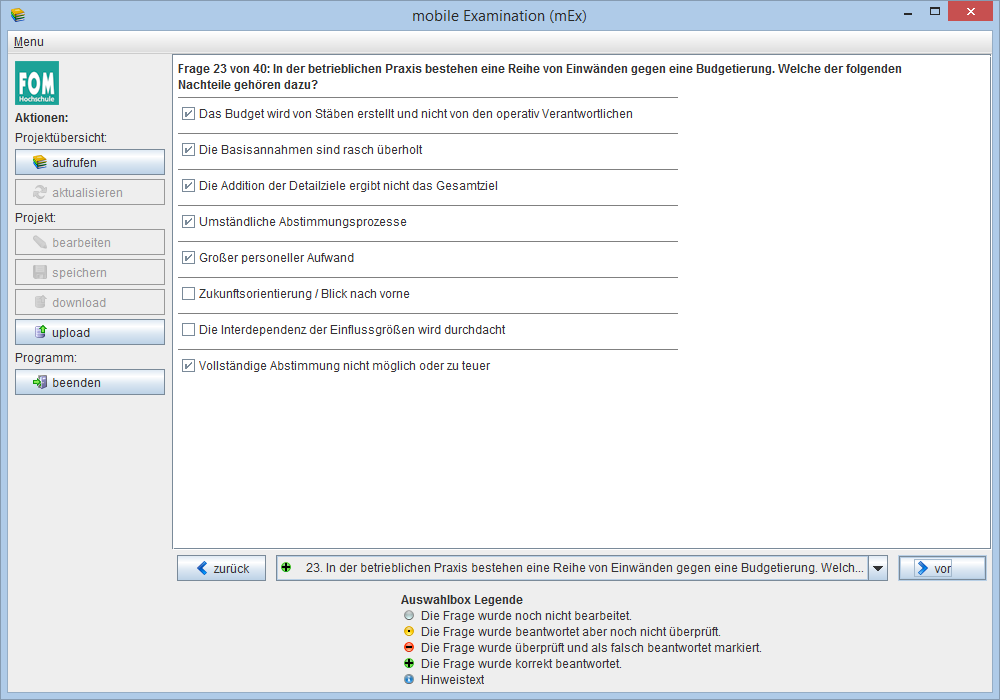 mobile Examination (mEx)
Menu
FOM
Hochschule
Aktionen:
Projektübersicht:
aufrufen
aktualisieren
Projekt:
bearbeiten
speichern
download
upload
Programm:
beenden
Frage 23 von 40: In der betrieblichen Praxis bestehen eine Reihe von Einwänden gegen eine Budgetierung. Welche der folgenden
Nachteile gehören dazu?
Das Budget wird von Stäben erstellt und nicht von den operativ Verantwortlichen
Die Basisannahmen sind rasch überholt
Die Addition der Detailziele ergibt nicht das Gesamtziel
Umständliche Abstimmungsprozesse
Großer personeller Aufwand
Zukunftsorientierung / Blick nach vorne
Die Interdependenz der Einflussgrößen wird durchdacht
Vollständige Abstimmung nicht möglich oder zu teuer
zurück
23. In der betrieblichen Praxis bestehen eine Reihe von Einwänden gegen eine Budgetierung. Welch...
vor
Auswahlbox Legende
Die Frage wurde noch nicht bearbeitet.
Die Frage wurde beantwortet aber noch nicht überprüft.
Die Frage wurde überprüft und als falsch beantwortet markiert.
Die Frage wurde korrekt beantwortet.
Hinweistext